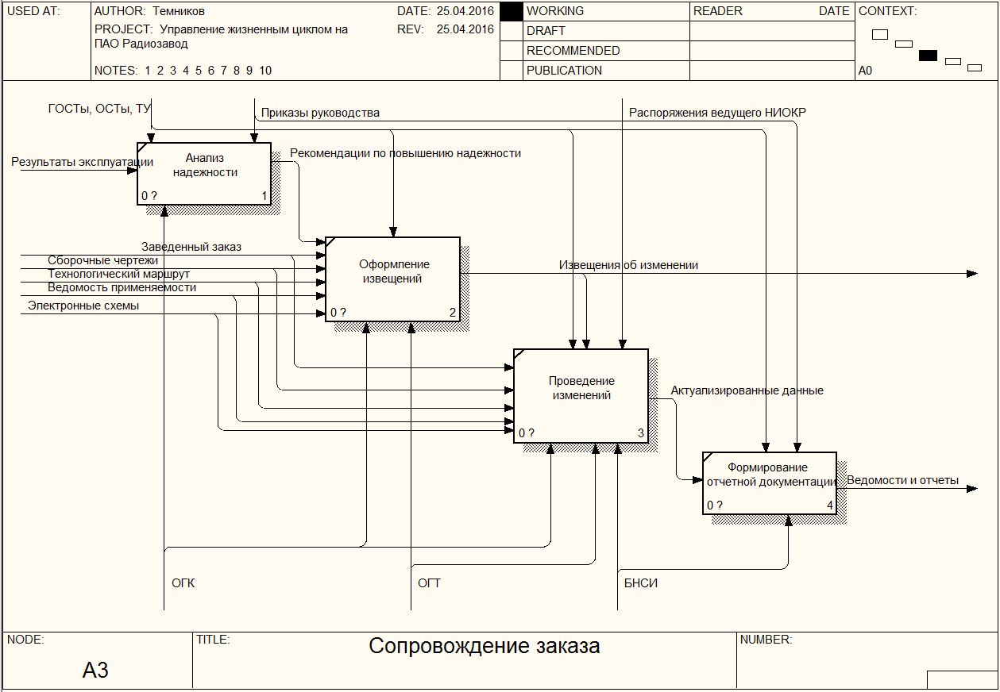 USED AT:
AUTHOR: Темников
DATE: 25.04.2016
PROJECT: Управление жизненным циклом на
ПАО Радиозавод
REV: 25.04.2016
NOTES: 1 2 3 4 5 6 7 8 9 10
WORKING
DRAFT
RECOMMENDED
PUBLICATION
READER
DATE
CONTEXT:
A0
ГОСТы, ОСТы, ТУ
Приказы руководства
Распоряжения ведущего НИОКР
Результаты эксплуатации
Анализ
надежности
0 ?
1
Рекомендации по повышению надежности
Заведенный заказ
Сборочные чертежи
Технологический маршрут
Ведомость применяемости
Электронные схемы
Оформление
извещений
0 ?
2
Извещения об изменении
Проведение
изменений
0 ?
3
Актуализированные данные
Формирование
отчетной документации
0 ?
4
Ведомости и отчеты
ОГК
ОГТ
БНСИ
NODE:
A3
TITLE:
Сопровождение заказа
NUMBER: